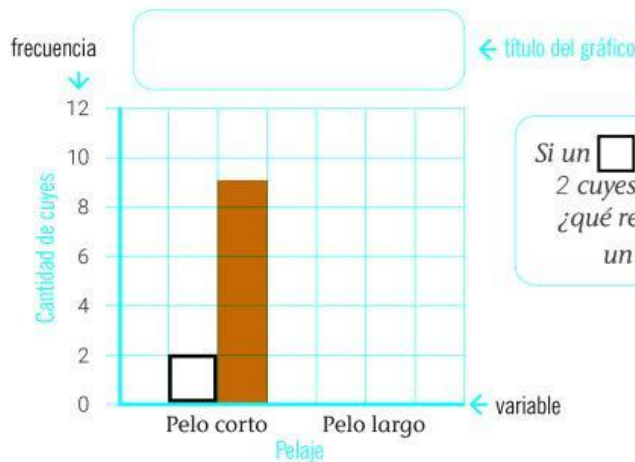 frecuencia
título del gráfico
12
10
8
6
4
2
0
Cantidad de cuyes
Si un
2 cuyes
¿qué re
un
variable
Pelo corto Pelo largo
Pelaje